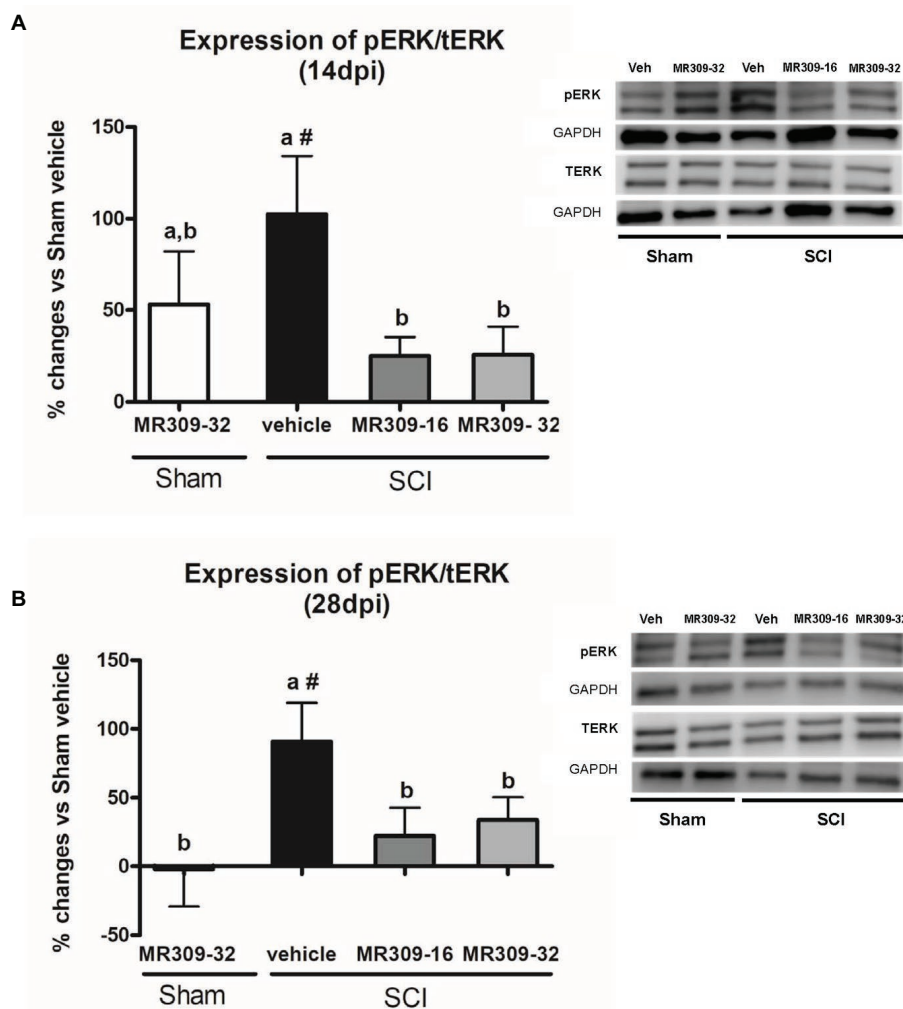 A
Expression of pERK/tERK
(14dpi)
% changes vs Sham vehicle
150
100
50
0
a,b
a #
b
b
MR309-32 vehicle MR309-16 MR309- 32
Sham SCI
Veh MR309-32 Veh MR309-16 MR309-32
pERK
GAPDH
TERK
GAPDH
Sham SCI
B
Expression of pERK/tERK
(28dpi)
% changes vs Sham vehicle
150
100
50
0
-50
b
a #
b
b
MR309-32 vehicle MR309-16 MR309-32
Sham SCI
Veh MR309-32 Veh MR309-16 MR309-32
pERK
GAPDH
TERK
GAPDH
Sham SCI